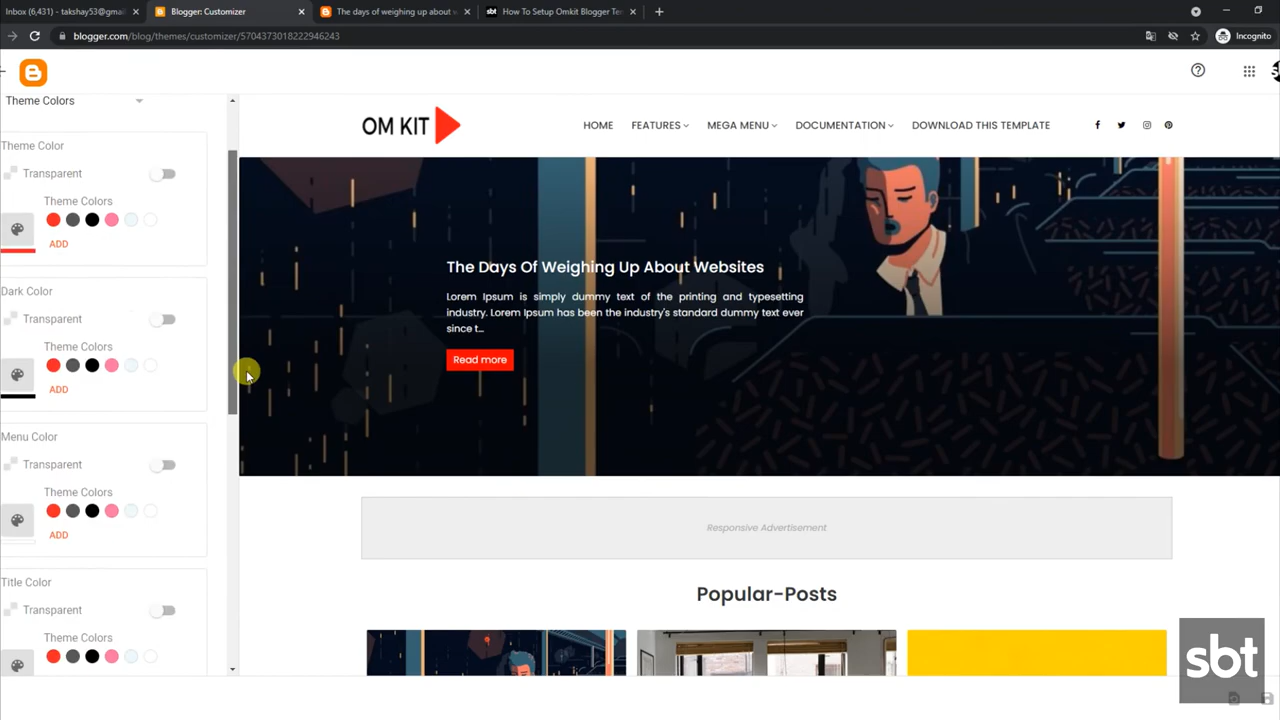 Inbox (6,431) - takshay53@gmail
Blogger: Customizer
The days of weighing up about w
How To Setup Omkit Blogger Te
blogger.com/blog/themes/customizer/5704373018222946243
Incognito
Theme Colors
Theme Color
Transparent
Theme Colors
ADD
Dark Color
Transparent
Theme Colors
ADD
Menu Color
Transparent
Theme Colors
ADD
Title Color
Transparent
Theme Colors
OM KIT
HOME
FEATURES
MEGA MENU
DOCUMENTATION
DOWNLOAD THIS TEMPLATE
The Days Of Weighing Up About Websites
Lorem Ipsum is simply dummy text of the printing and typesetting
industry. Lorem Ipsum has been the industry's standard dummy text ever
since t...
Read more
Responsive Advertisement
Popular-Posts
sbt